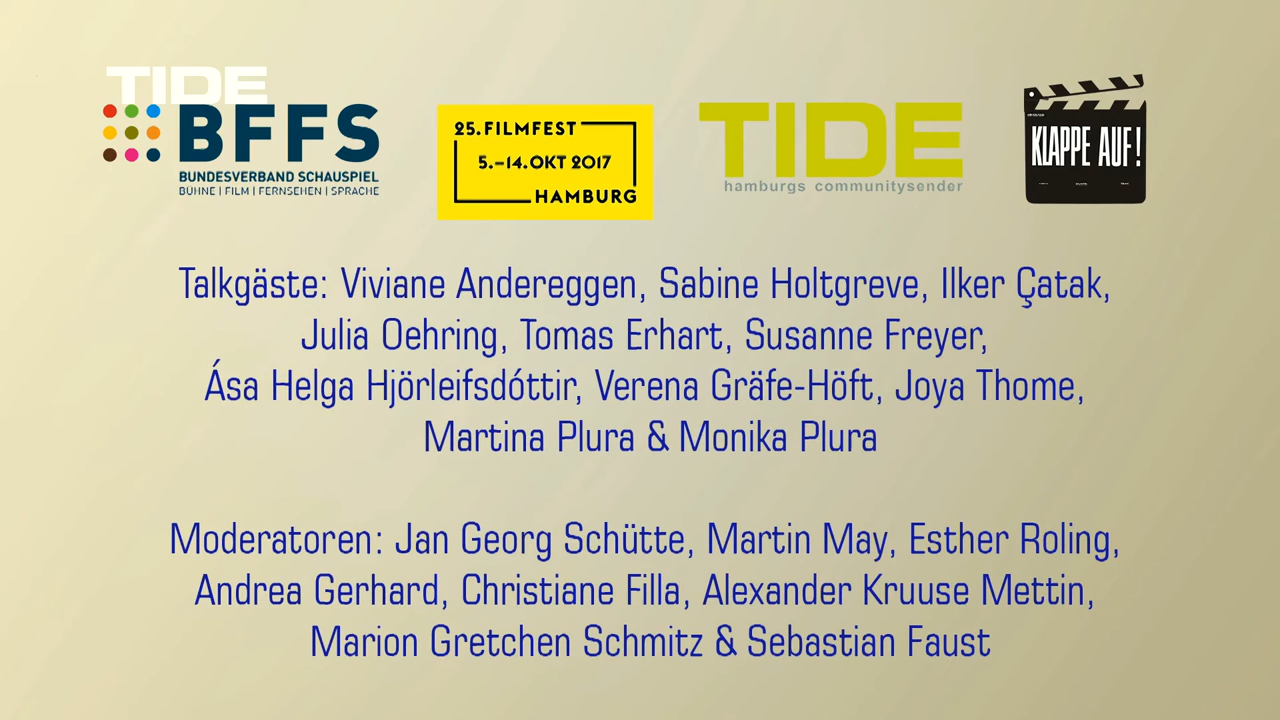 TIDE
BFFS
BUNDESVERBAND SCHAUSPIEL
BÜHNE | FILM | FERNSEHEN | SPRACHE
25. FILMFEST
5.–14. OKT 2017
HAMBURG
TIDE
hamburgs communitysender
KLAPPE AUF!
Talkgäste: Viviane Andereggen, Sabine Holtgreve, Ilker Çatak,
Julia Oehring, Tomas Erhart, Susanne Freyer,
Ása Helga Hjörleifsdóttir, Verena Gräfe-Höft, Joya Thome,
Martina Plura & Monika Plura
Moderatoren: Jan Georg Schütte, Martin May, Esther Roling,
Andrea Gerhard, Christiane Filla, Alexander Kruuse Mettin,
Marion Gretchen Schmitz & Sebastian Faust